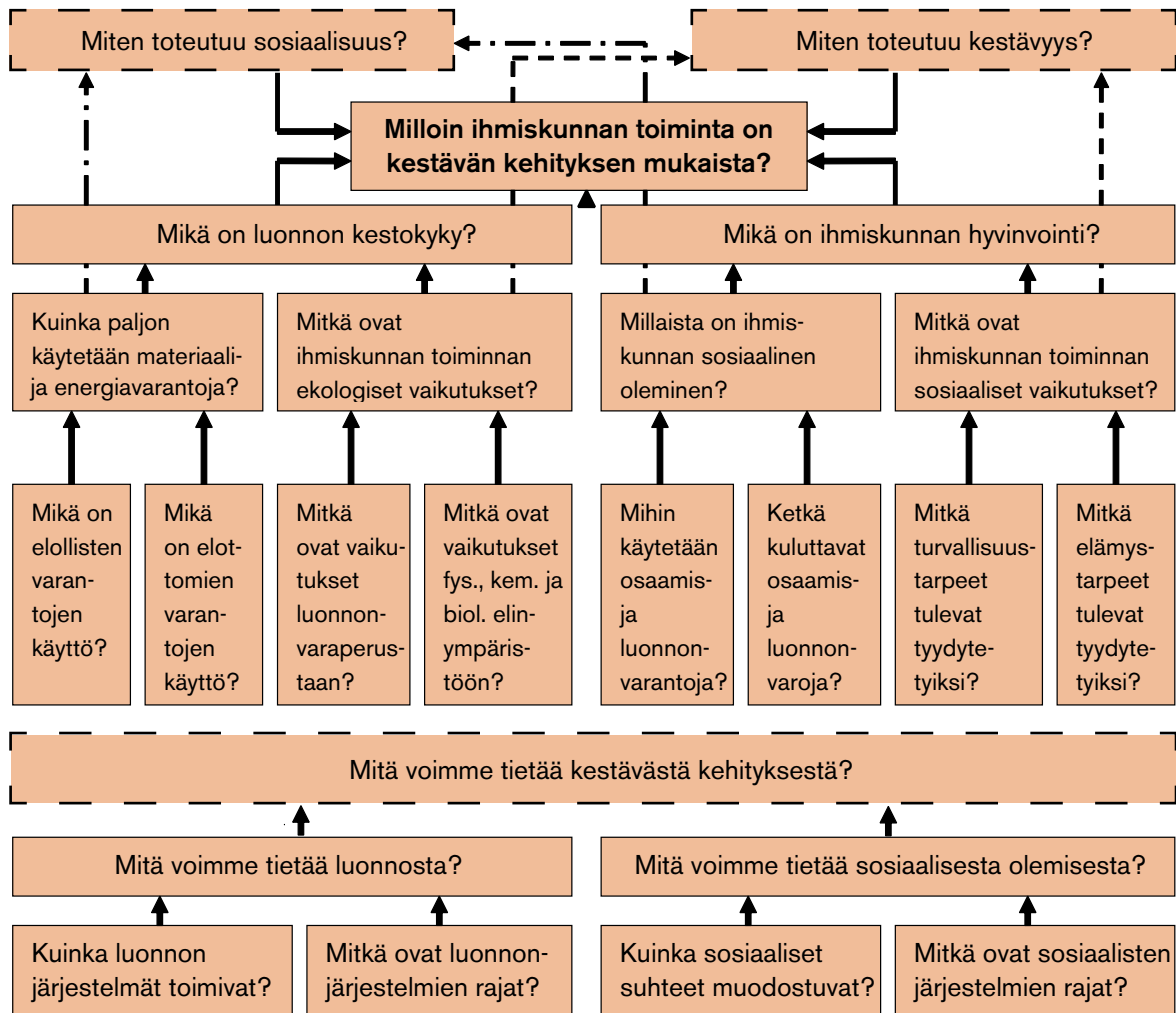 Miten toteutuu sosiaalisuus?
Miten toteutuu kestävyys?
Milloin ihmiskunnan toiminta on
kestävän kehityksen mukaista?
Mikä on luonnon kestokyky?
Mikä on ihmiskunnan hyvinvointi?
Kuinka paljon
käytetään materiaali-
ja energiavarantoja?
Mitkä ovat
ihmiskunnan toiminnan
ekologiset vaikutukset?
Millaista on ihmis-
kunnan sosiaalinen
oleminen?
Mitkä ovat
ihmiskunnan toiminnan
sosiaaliset vaikutukset?
Mikä on
elollisten
varan-
tojen
käyttö?
Mikä
on elot-
tomien
varan-
tojen
käyttö?
Mitkä
ovat vaiku-
tukset
luonnon-
varaperus-
taan?
Mitkä ovat
vaikutukset
fys., kem. ja
biol. elin-
ympäris-
töön?
Mihin
käytetään
osaamis-
ja
luonnon-
varantoja?
Ketkä
kuluttavat
osaamis-
ja
luonnon-
varoja?
Mitkä
turvallisuus-
tarpeet
tulevat
tyydyte-
tyiksi?
Mitkä
elämys-
tarpeet
tulevat
tyydyte-
tyiksi?
Mitä voimme tietää kestävästä kehityksestä?
Mitä voimme tietää luonnosta?
Mitä voimme tietää sosiaalisesta olemisesta?
Kuinka luonnon
järjestelmät toimivat?
Mitkä ovat luonnon-
järjestelmien rajat?
Kuinka sosiaaliset
suhteet muodostuvat?
Mitkä ovat sosiaalisten
järjestelmien rajat?